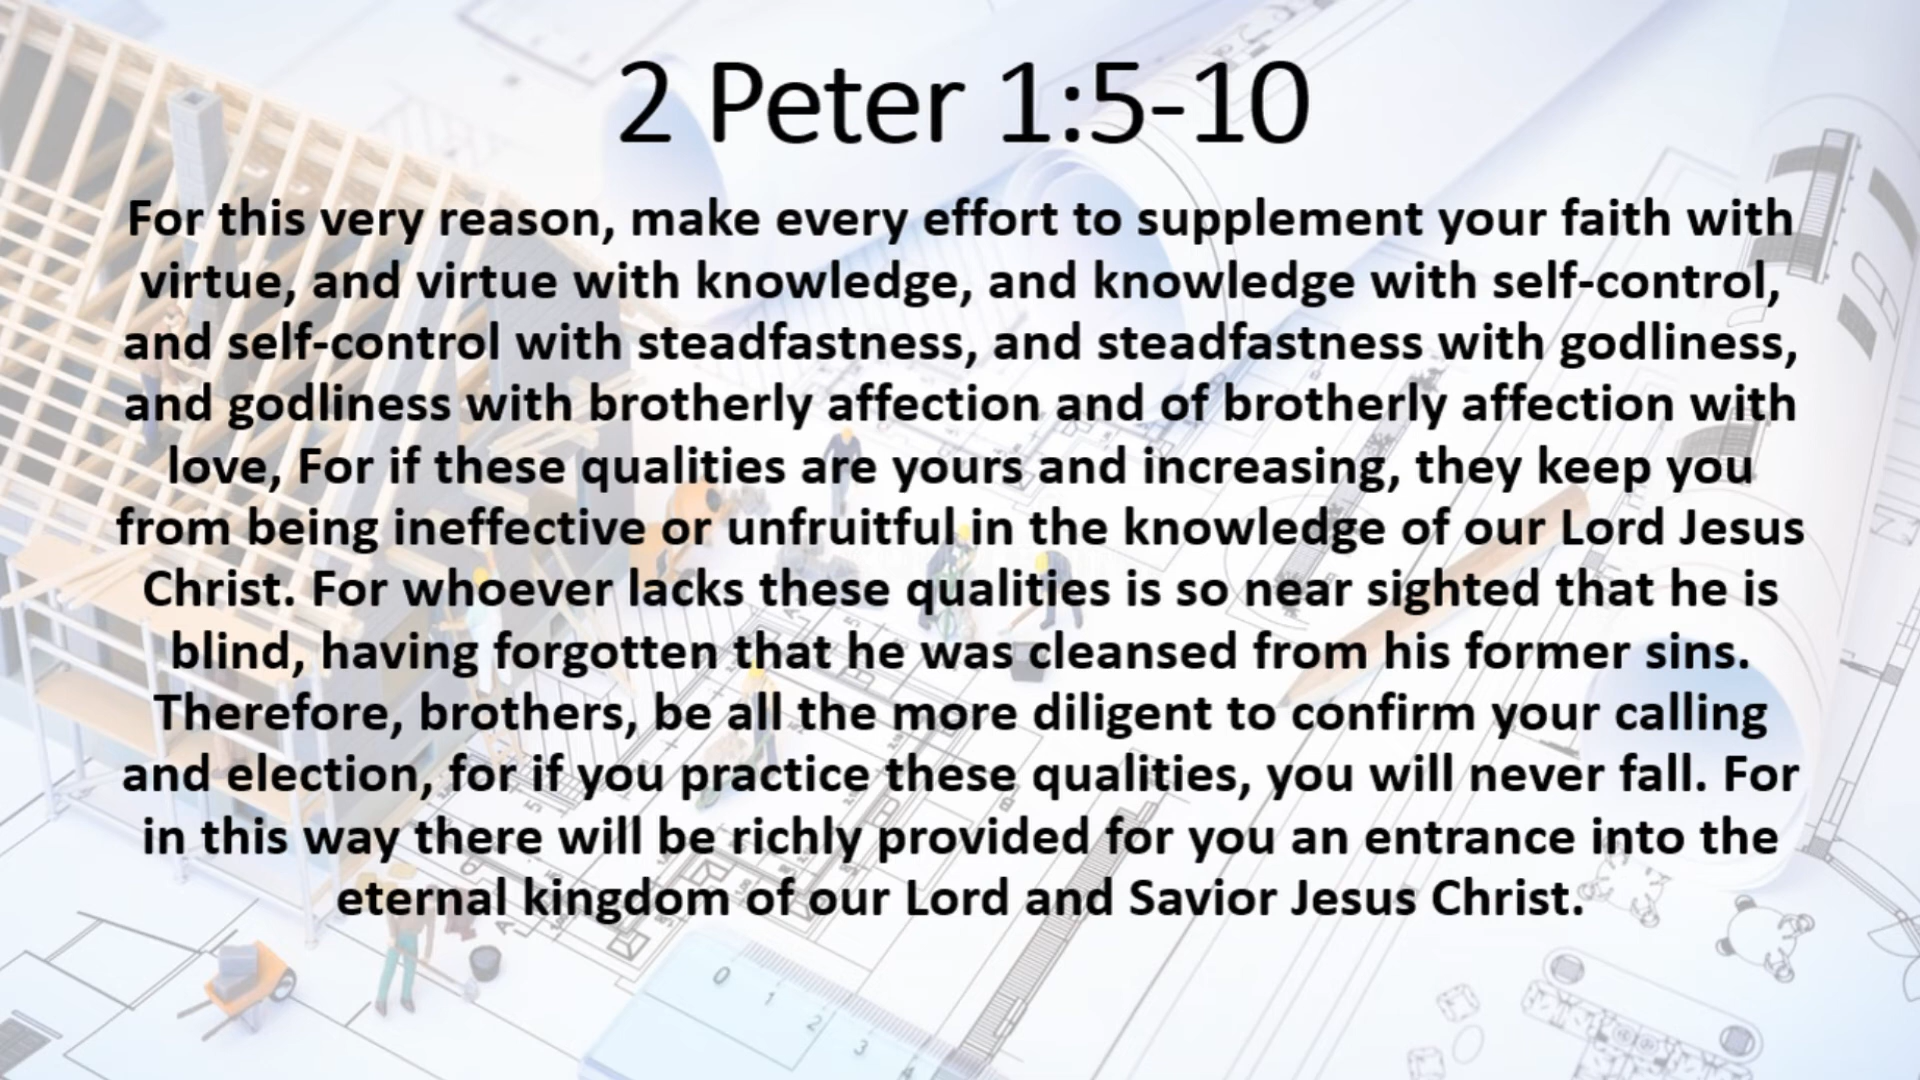 2 Peter 1:5-10
For this very reason, make every effort to supplement your faith with
virtue, and virtue with knowledge, and knowledge with self-control,
and self-control with steadfastness, and steadfastness with godliness,
and godliness with brotherly affection and of brotherly affection with
love, For if these qualities are yours and increasing, they keep you
from being ineffective or unfruitful in the knowledge of our Lord Jesus
Christ. For whoever lacks these qualities is so near sighted that he is
blind, having forgotten that he was cleansed from his former sins.
Therefore, brothers, be all the more diligent to confirm your calling
and election, for if you practice these qualities, you will never fall. For
in this way there will be richly provided for you an entrance into the
eternal kingdom of our Lord and Savior Jesus Christ.
0 1 2 3 4